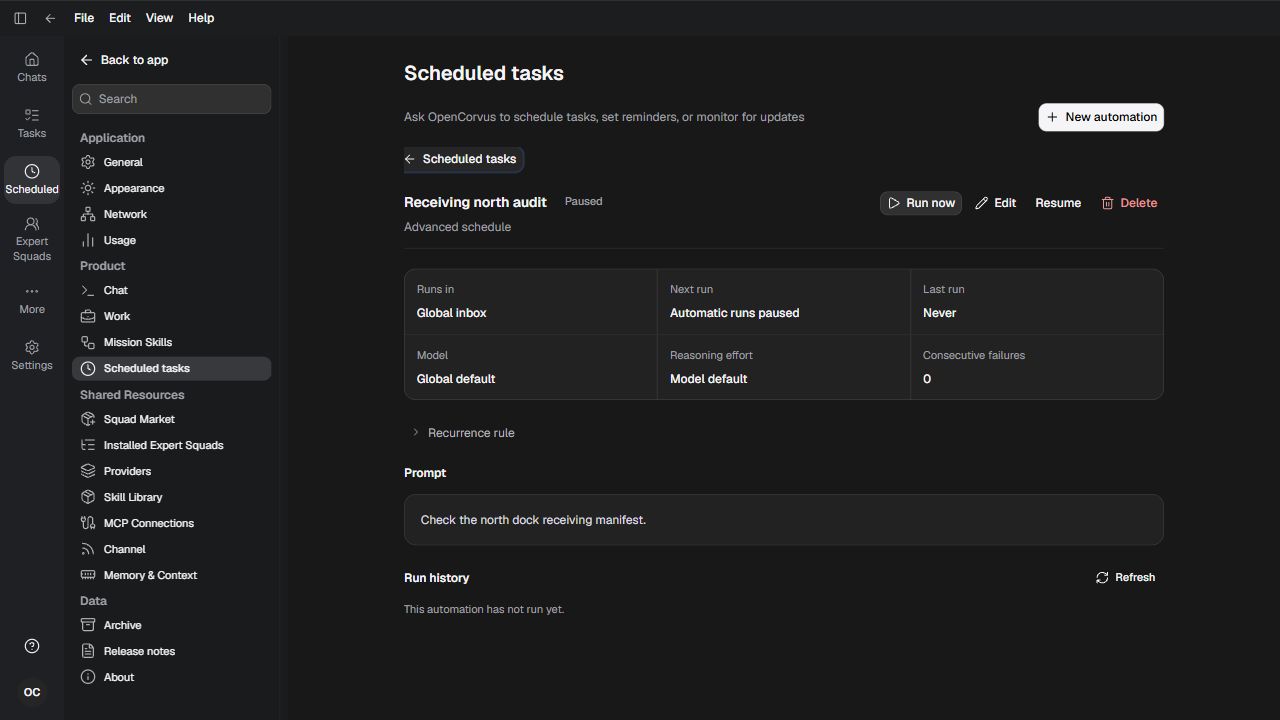 File Edit View Help
Chats
Tasks
Scheduled
Expert
Squads
More
Settings
OC
Back to app
Search
Application
General
Appearance
Network
Usage
Product
Chat
Work
Mission Skills
Scheduled tasks
Shared Resources
Squad Market
Installed Expert Squads
Providers
Skill Library
MCP Connections
Channel
Memory & Context
Data
Archive
Release notes
About
Scheduled tasks
Ask OpenCorvus to schedule tasks, set reminders, or monitor for updates
New automation
Scheduled tasks
Receiving north audit Paused
Run now Edit Resume Delete
Advanced schedule
Runs in
Global inbox
Next run
Automatic runs paused
Last run
Never
Model
Global default
Reasoning effort
Model default
Consecutive failures
0
Recurrence rule
Prompt
Check the north dock receiving manifest.
Run history
Refresh
This automation has not run yet.